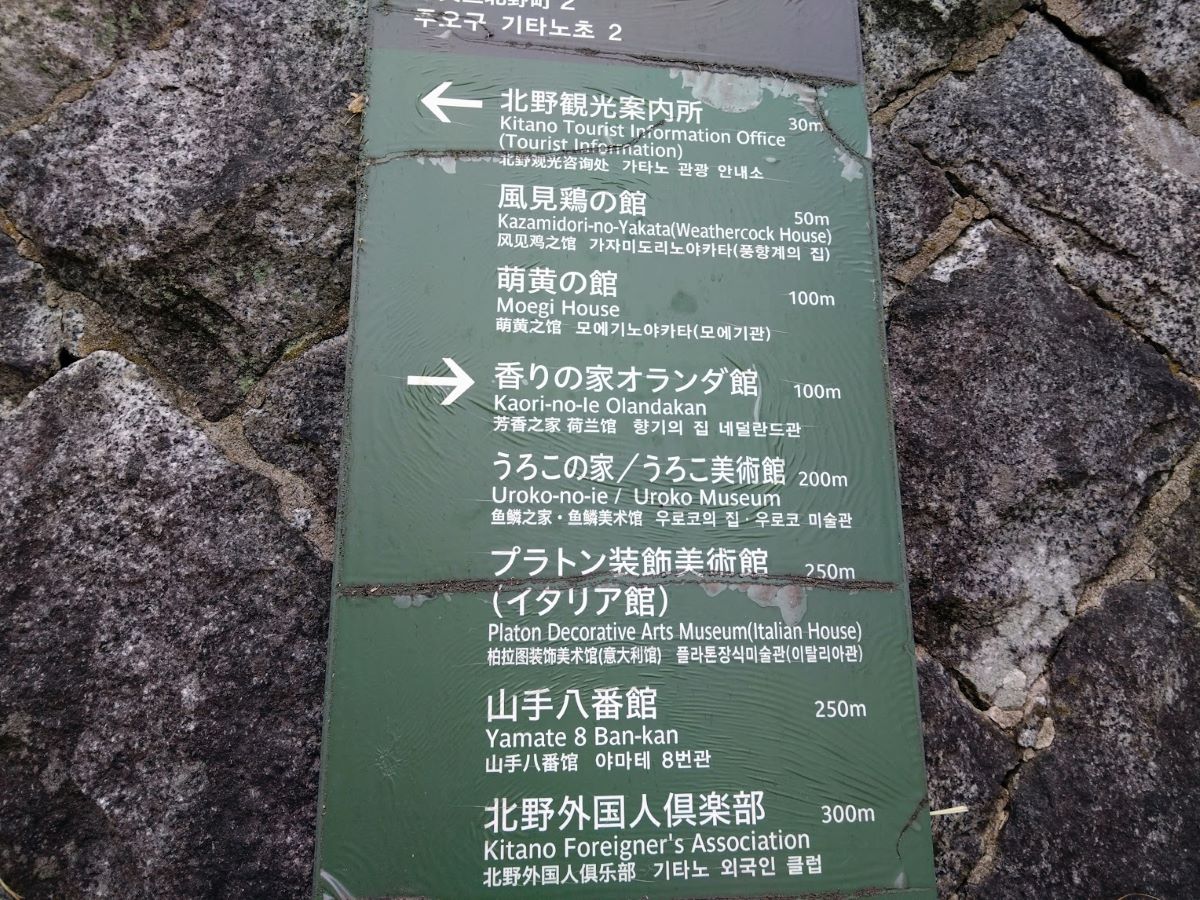 北野町 2
주오구 기타노초 2
← 北野観光案内所 30m
Kitano Tourist Information Office
(Tourist Information)
北野观光咨询处 가타노 관광 안내소
風見鶏の館 50m
Kazamidori-no-Yakata(Weathercock House)
风见鸡之馆 가자미도리노야카타(풍향계의 집)
萌黄の館 100m
Moegi House
萌黄之馆 모에기노야카타(모에기관)
→ 香りの家オランダ館 100m
Kaori-no-Ie Olandakan
芳香之家 荷兰馆 향기의 집 네덜란드관
うろこの家/うろこ美術館 200m
Uroko-no-ie / Uroko Museum
鱼鳞之家・鱼鳞美术馆 우로코의 집・우로코 미술관
プラトン装飾美術館 250m
(イタリア館)
Platon Decorative Arts Museum(Italian House)
柏拉图装饰美术馆(意大利馆) 플라톤장식미술관(이탈리아관)
山手八番館 250m
Yamate 8 Ban-kan
山手八番馆 야마테 8번관
北野外国人倶楽部 300m
Kitano Foreigner's Association
北野外国人俱乐部 기타노 외국인 클럽